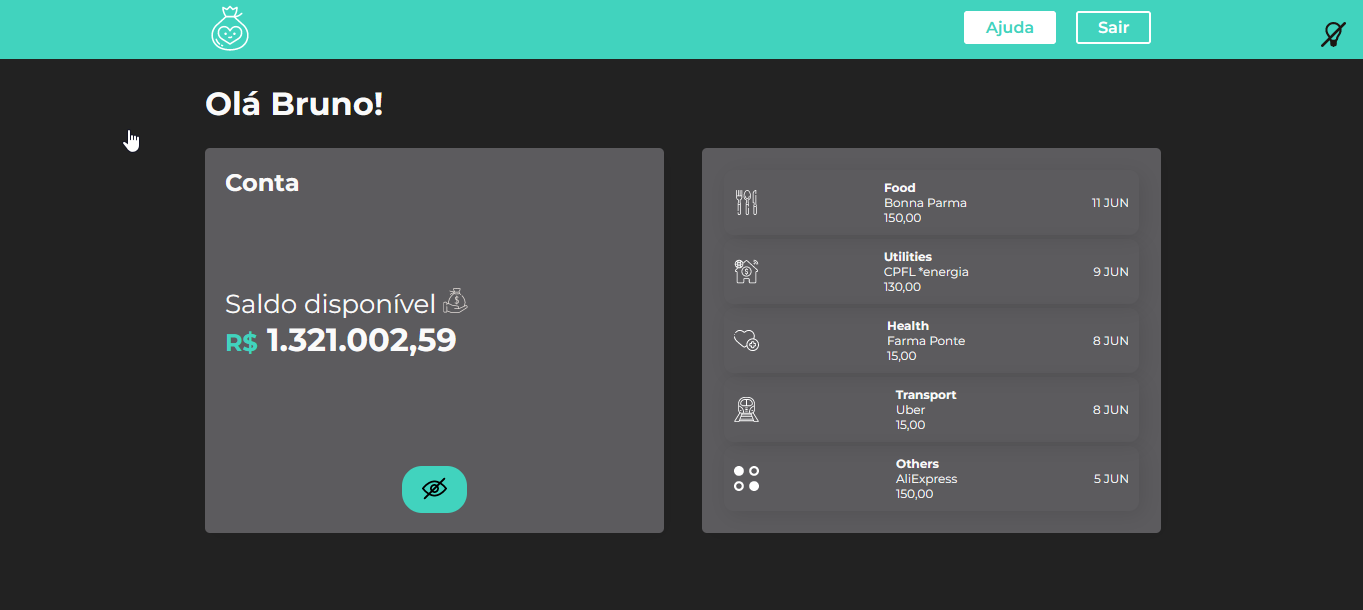 Ajuda
Sair
Olá Bruno!
Conta
Saldo disponível
R$ 1.321.002,59
Food
Bonna Parma
150,00
11 JUN
Utilities
CPFL *energia
130,00
9 JUN
Health
Farma Ponte
15,00
8 JUN
Transport
Uber
15,00
8 JUN
Others
AliExpress
150,00
5 JUN